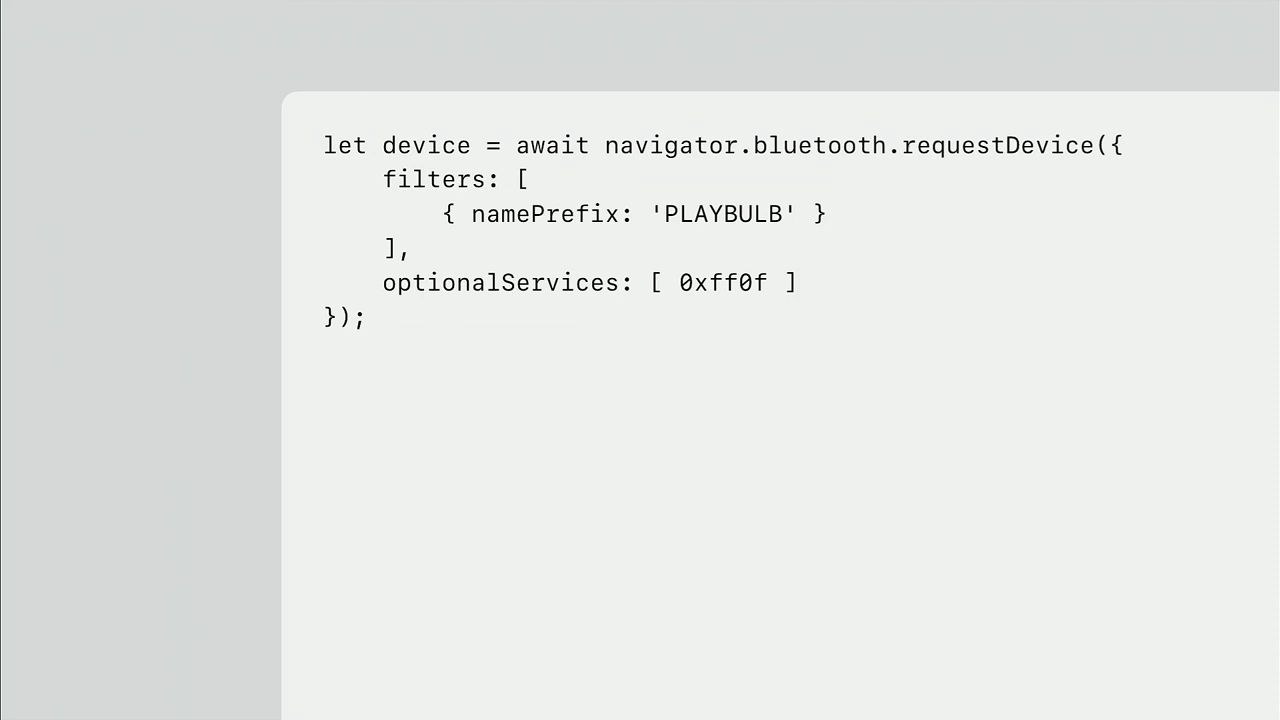 let device = await navigator.bluetooth.requestDevice({
    filters: [
        { namePrefix: 'PLAYBULB' }
    ],
    optionalServices: [ 0xff0f ]
});